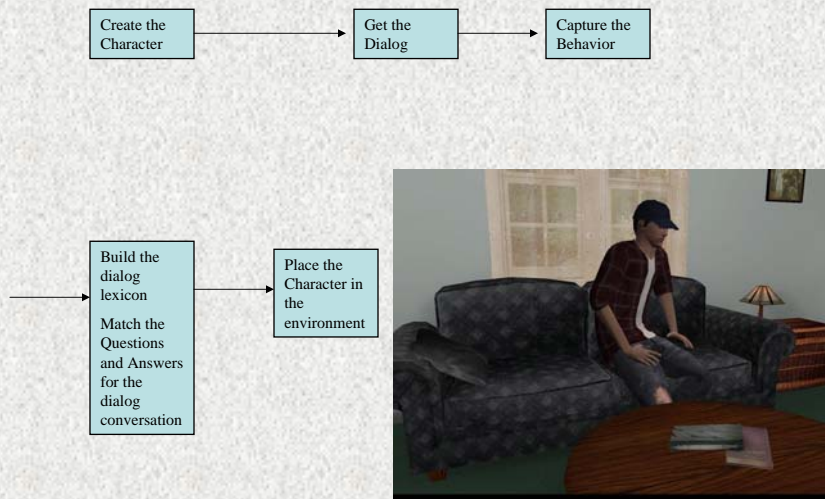 Create the
Character
Get the
Dialog
Capture the
Behavior
Build the
dialog
lexicon
Match the
Questions
and Answers
for the
dialog
conversation
Place the
Character in
the
environment